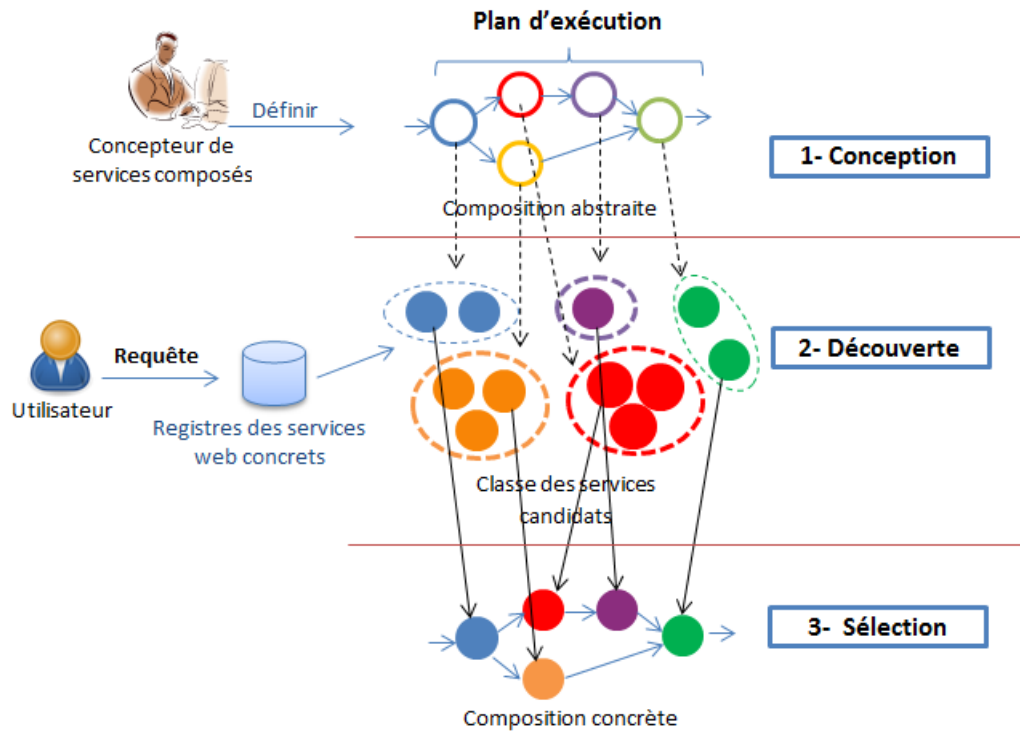 Plan d'exécution
Définir
Concepteur de
services composés
1- Conception
Composition abstraite
Requête
2- Découverte
Utilisateur
Registres des services
web concrets
Classe des services
candidats
3- Sélection
Composition concrète